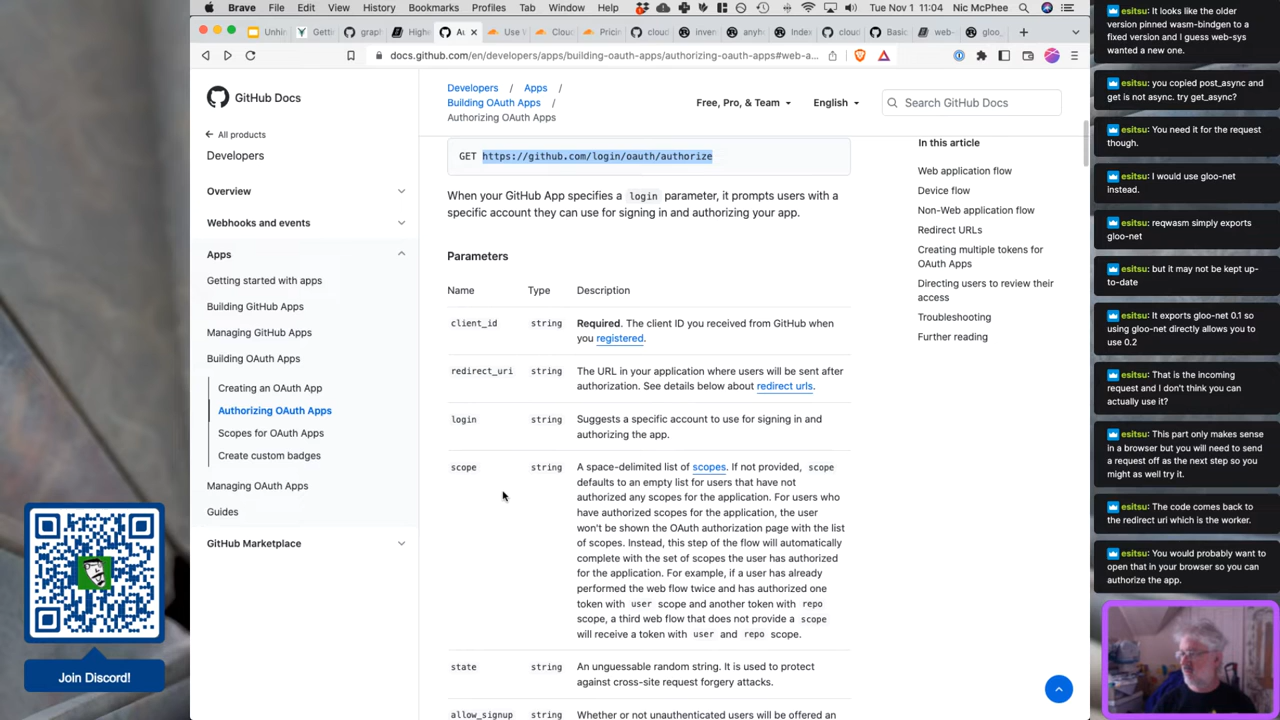 Brave File Edit View History Bookmarks Profiles Tab Window Help Tue Nov 1 11:04 Nic McPhee
Unhin Gettin graph Highe Au Use V Cloud Pricin cloud inven anyh Index cloud Basic web- gloo_
docs.github.com/en/developers/apps/building-oauth-apps/authorizing-oauth-apps#web-a...
GitHub Docs
All products
Developers
Overview
Webhooks and events
Apps
Getting started with apps
Building GitHub Apps
Managing GitHub Apps
Building OAuth Apps
Creating an OAuth App
Authorizing OAuth Apps
Scopes for OAuth Apps
Create custom badges
Managing OAuth Apps
Guides
GitHub Marketplace
Developers / Apps /
Building OAuth Apps /
Authorizing OAuth Apps
Free, Pro, & Team English Search GitHub Docs
GET https://github.com/login/oauth/authorize
When your GitHub App specifies a login parameter, it prompts users with a
specific account they can use for signing in and authorizing your app.
Parameters
Name Type Description
client_id string Required. The client ID you received from GitHub when
you registered.
redirect_uri string The URL in your application where users will be sent after
authorization. See details below about redirect urls.
login string Suggests a specific account to use for signing in and
authorizing the app.
scope string A space-delimited list of scopes. If not provided, scope
defaults to an empty list for users that have not
authorized any scopes for the application. For users who
have authorized scopes for the application, the user
won't be shown the OAuth authorization page with the list
of scopes. Instead, this step of the flow will automatically
complete with the set of scopes the user has authorized
for the application. For example, if a user has already
performed the web flow twice and has authorized one
token with user scope and another token with repo
scope, a third web flow that does not provide a scope
will receive a token with user and repo scope.
state string An unguessable random string. It is used to protect
against cross-site request forgery attacks.
allow_signup string Whether or not unauthenticated users will be offered an
In this article
Web application flow
Device flow
Non-Web application flow
Redirect URLs
Creating multiple tokens for
OAuth Apps
Directing users to review their
access
Troubleshooting
Further reading
esitsu: It looks like the older
version pinned wasm-bindgen to a
fixed version and I guess web-sys
wanted a new one.
esitsu: you copied post_async and
get is not async. try get_async?
esitsu: You need it for the request
though.
esitsu: I would use gloo-net
instead.
esitsu: reqwasm simply exports
gloo-net
esitsu: but it may not be kept up-
to-date
esitsu: It exports gloo-net 0.1 so
using gloo-net directly allows you to
use 0.2
esitsu: That is the incoming
request and I don't think you can
actually use it?
esitsu: This part only makes sense
in a browser but you will need to send
a request off as the next step so you
might as well try it.
esitsu: The code comes back to
the redirect uri which is the worker.
esitsu: You would probably want to
open that in your browser so you can
authorize the app.
Join Discord!